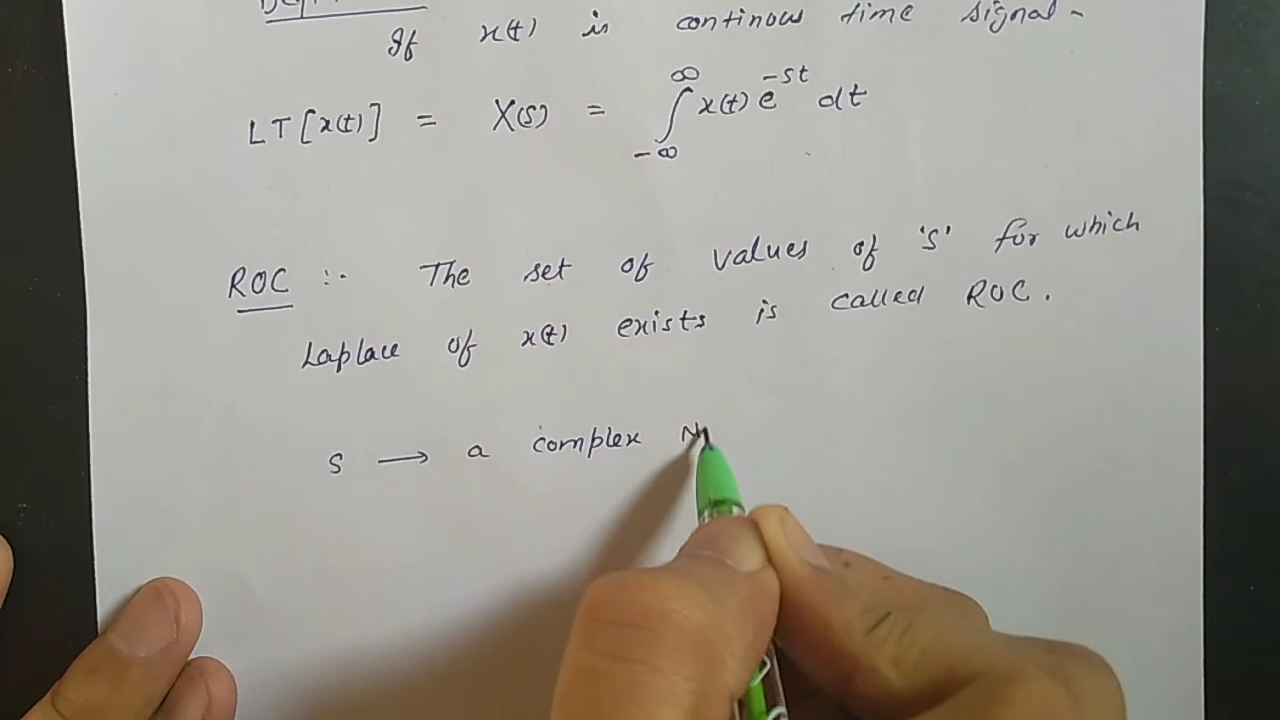 If x(t) is continous time signal -
LT[x(t)] = X(s) = ∫_{-∞}^{∞} x(t) e^{-st} dt
ROC :- The set of values of 's' for which
Laplace of x(t) exists is called ROC.
s → a complex N